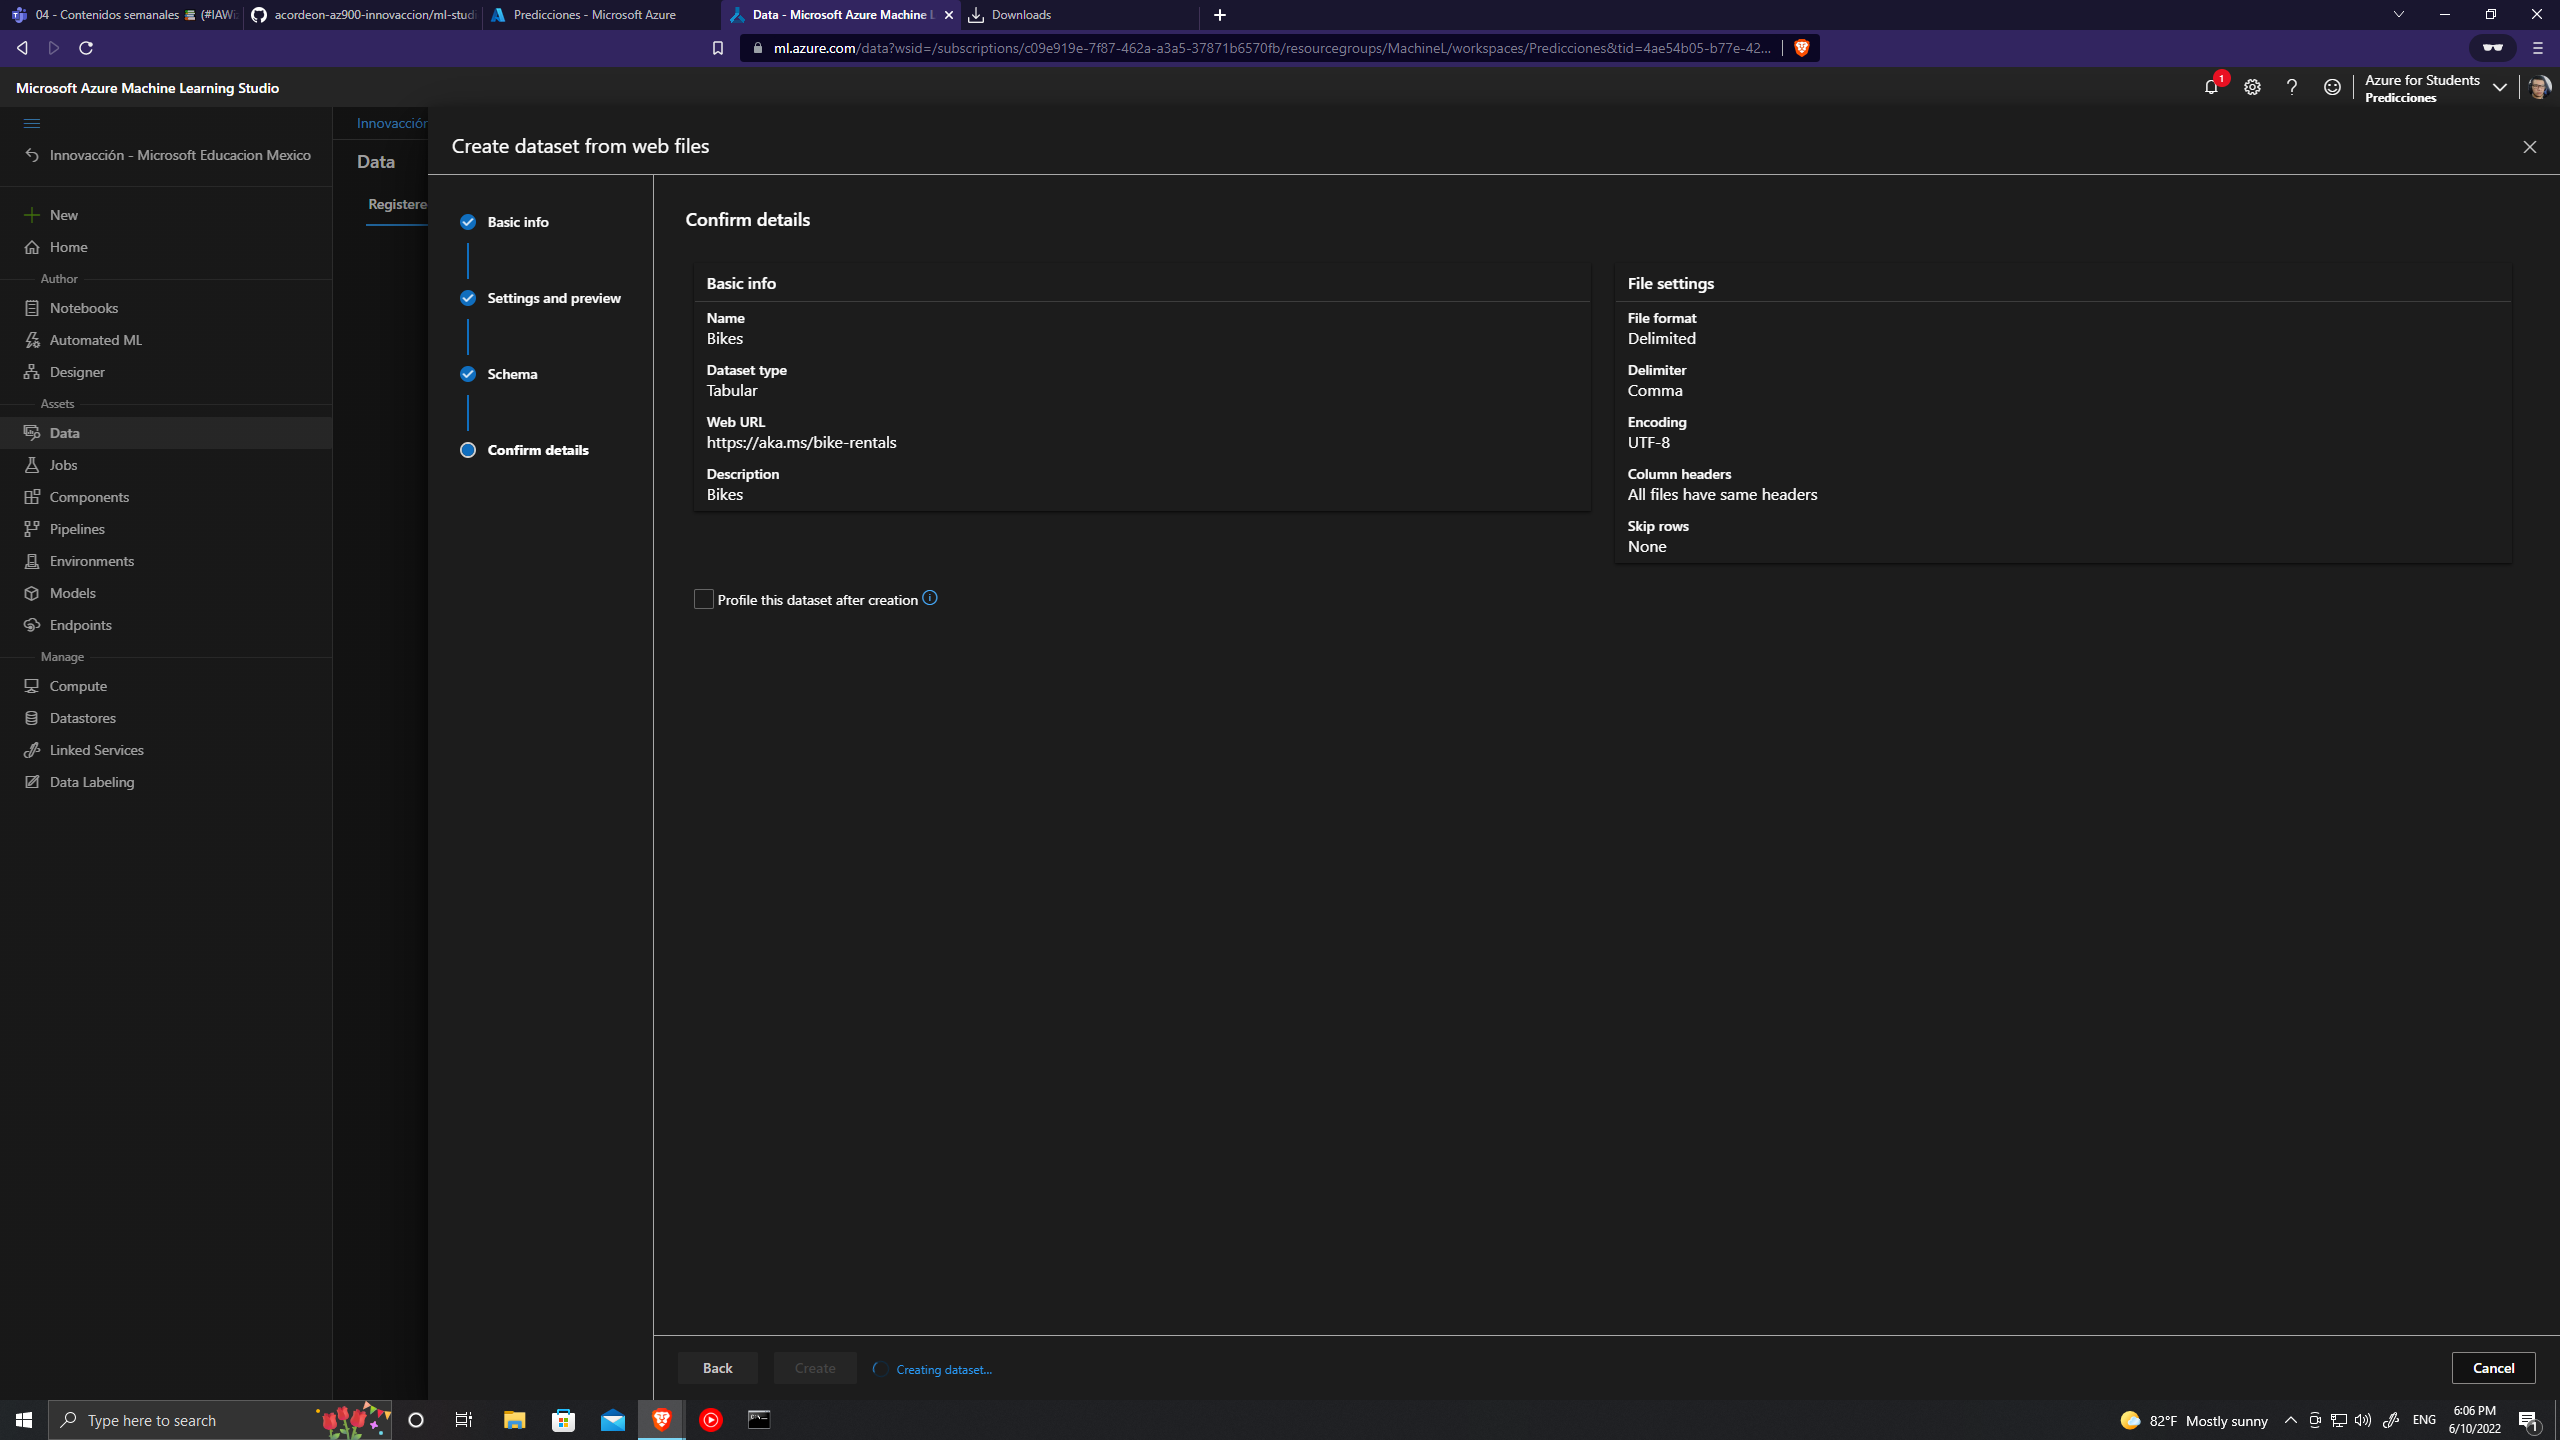 04 - Contenidos semanales
(#IAWi
acordeon-az900-innovaccion/ml-studi
Predicciones - Microsoft Azure
Data - Microsoft Azure Machine L
Downloads
ml.azure.com/data?wsid=/subscriptions/c09e919e-7f87-462a-a3a5-37871b6570fb/resourcegroups/MachineL/workspaces/Predicciones&tid=4ae54b05-b77e-42...
Microsoft Azure Machine Learning Studio
1
Azure for Students
Predicciones
Innovacción - Microsoft Educacion Mexico
New
Home
Author
Notebooks
Automated ML
Designer
Assets
Data
Jobs
Components
Pipelines
Environments
Models
Endpoints
Manage
Compute
Datastores
Linked Services
Data Labeling
Innovacción
Data
Registere
Create dataset from web files
Basic info
Settings and preview
Schema
Confirm details
Confirm details
Basic info
Name
Bikes
Dataset type
Tabular
Web URL
https://aka.ms/bike-rentals
Description
Bikes
File settings
File format
Delimited
Delimiter
Comma
Encoding
UTF-8
Column headers
All files have same headers
Skip rows
None
Profile this dataset after creation
Back
Create
Creating dataset...
Cancel
Type here to search
82°F Mostly sunny
ENG
6:06 PM
6/10/2022
1